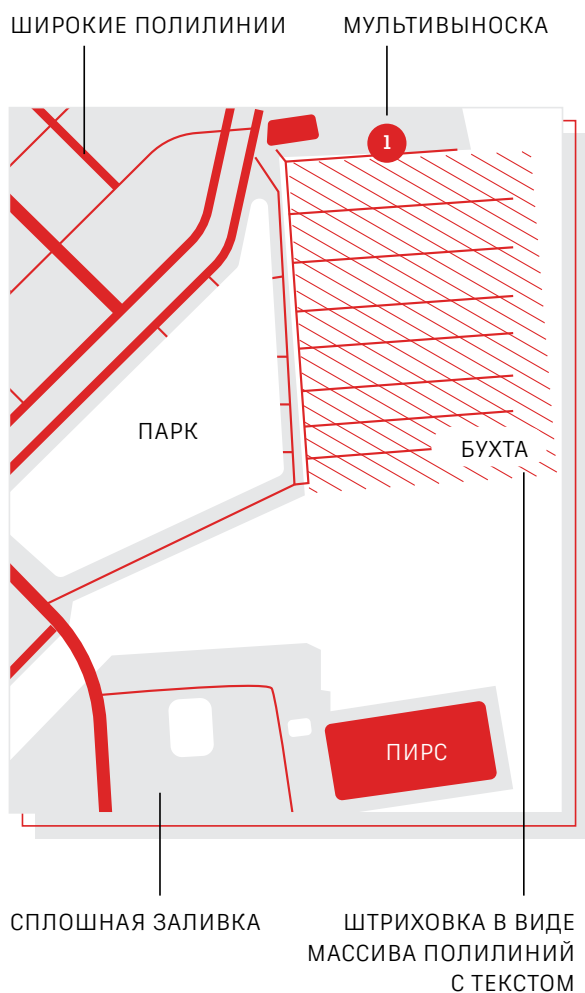 ШИРОКИЕ ПОЛИЛИНИИ
МУЛЬТИВЫНОСКА
1
ПАРК
БУХТА
ПИРС
СПЛОШНАЯ ЗАЛИВКА
ШТРИХОВКА В ВИДЕ
МАССИВА ПОЛИЛИНИЙ
С ТЕКСТОМ